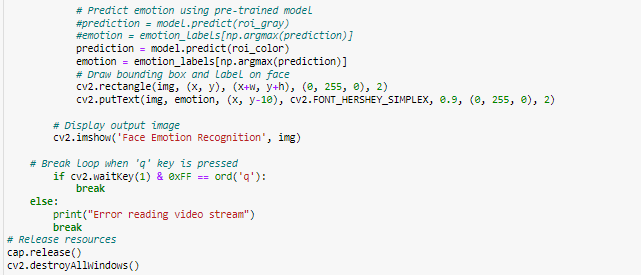 # Predict emotion using pre-trained model
#prediction = model.predict(roi_gray)
#emotion = emotion_labels[np.argmax(prediction)]
prediction = model.predict(roi_color)
emotion = emotion_labels[np.argmax(prediction)]
# Draw bounding box and label on face
cv2.rectangle(img, (x, y), (x+w, y+h), (0, 255, 0), 2)
cv2.putText(img, emotion, (x, y-10), cv2.FONT_HERSHEY_SIMPLEX, 0.9, (0, 255, 0), 2)
# Display output image
cv2.imshow('Face Emotion Recognition', img)
# Break loop when 'q' key is pressed
if cv2.waitKey(1) & 0xFF == ord('q'):
break
else:
print("Error reading video stream")
break
# Release resources
cap.release()
cv2.destroyAllWindows()